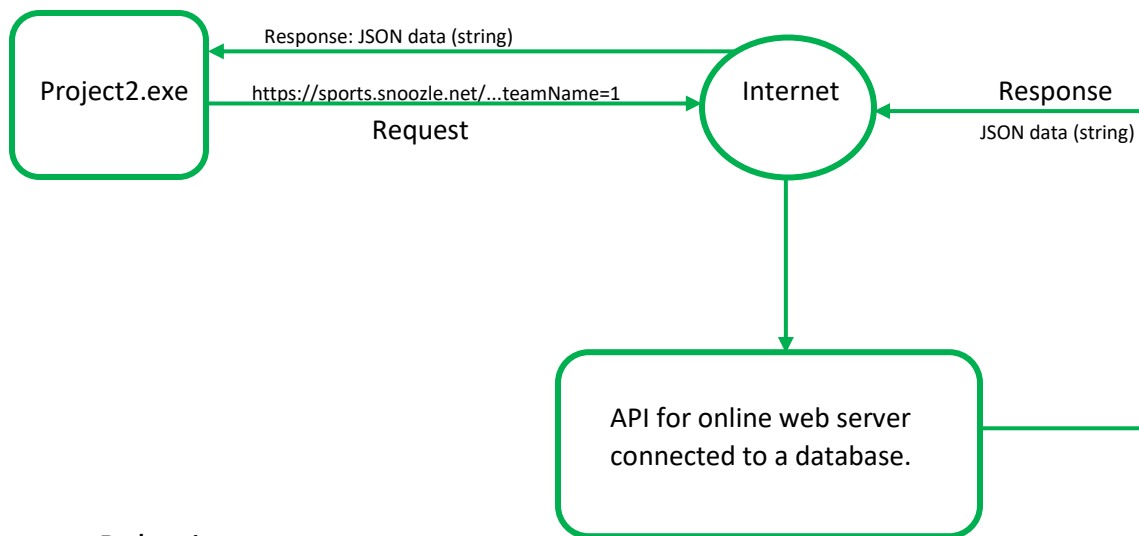 Response: JSON data (string)
Project2.exe
https://sports.snoozle.net/...teamName=1
Request
Internet
Response
JSON data (string)
API for online web server
connected to a database.